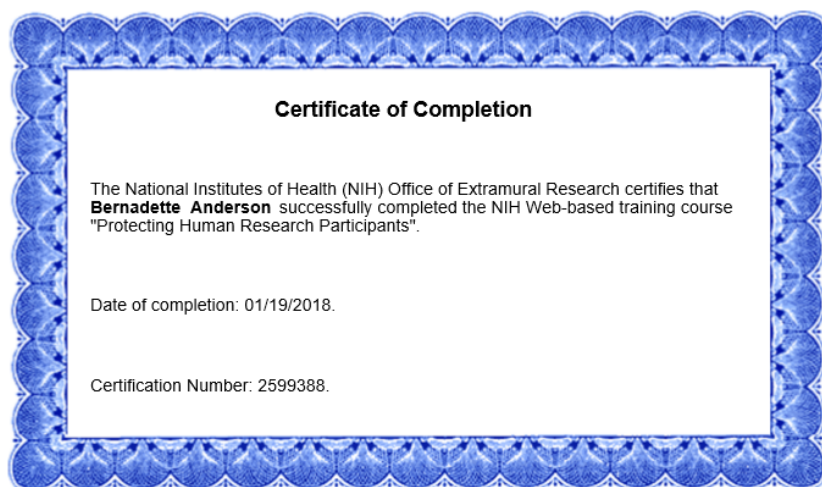 Certificate of Completion
The National Institutes of Health (NIH) Office of Extramural Research certifies that
Bernadette Anderson successfully completed the NIH Web-based training course
"Protecting Human Research Participants".
Date of completion: 01/19/2018.
Certification Number: 2599388.